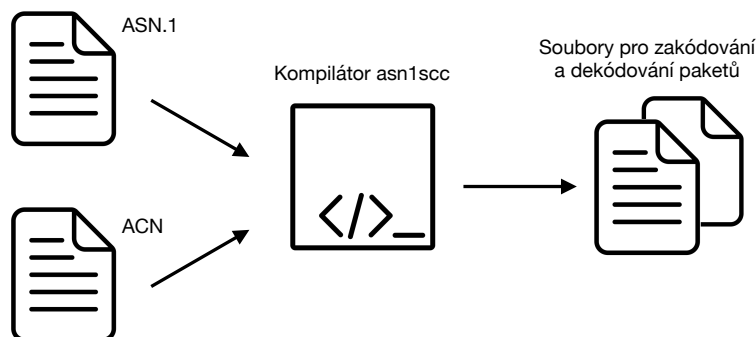 ASN.1
Soubory pro zakódování
a dekódování paketů
Kompilátor asn1scc
</>_
ACN